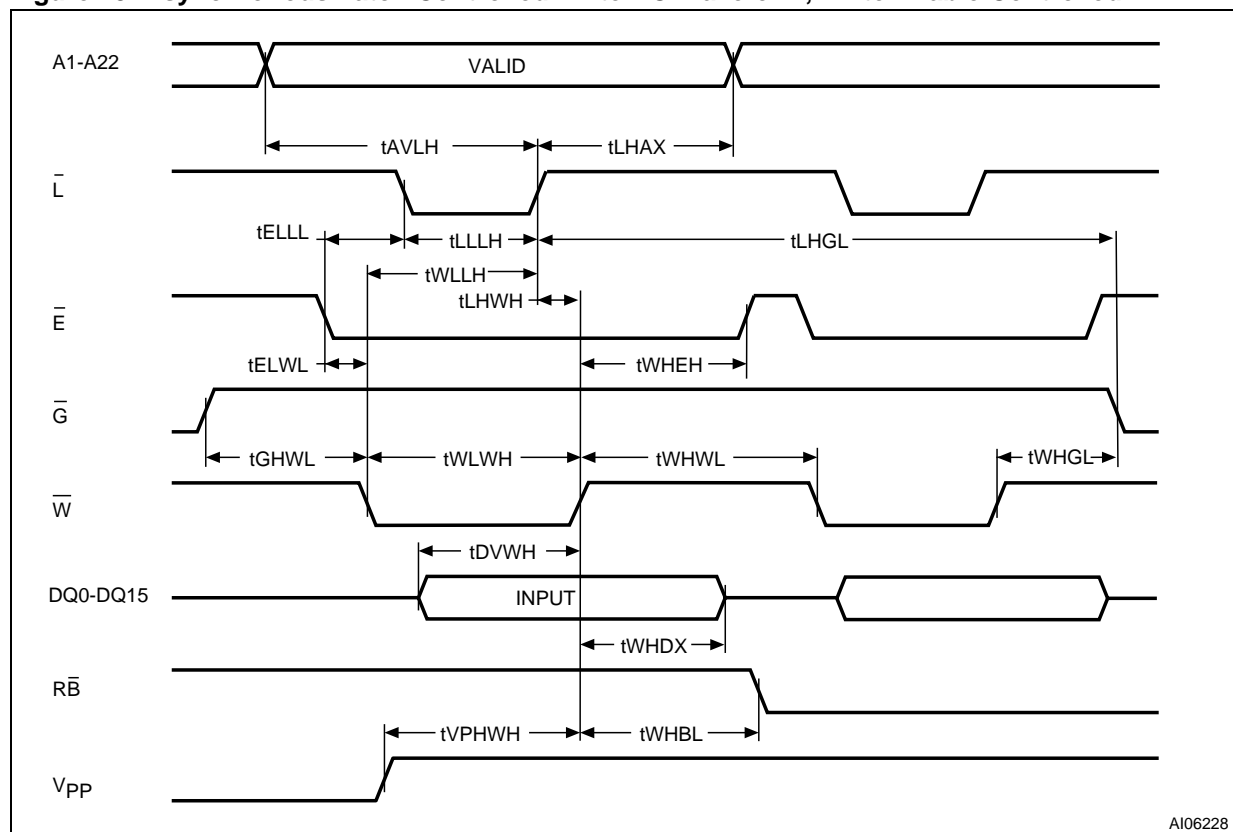 A1-A22 VALID
tAVLH tLHAX
L̅
tELLL tLLLH tLHGL
tWLLH
tLHWH
E̅
tELWL tWHEH
G̅
tGHWL tWLWH tWHWL tWHGL
W̅
tDVWH
DQ0-DQ15 INPUT
tWHDX
RB̅
tVPHWH tWHBL
VPP
AI06228